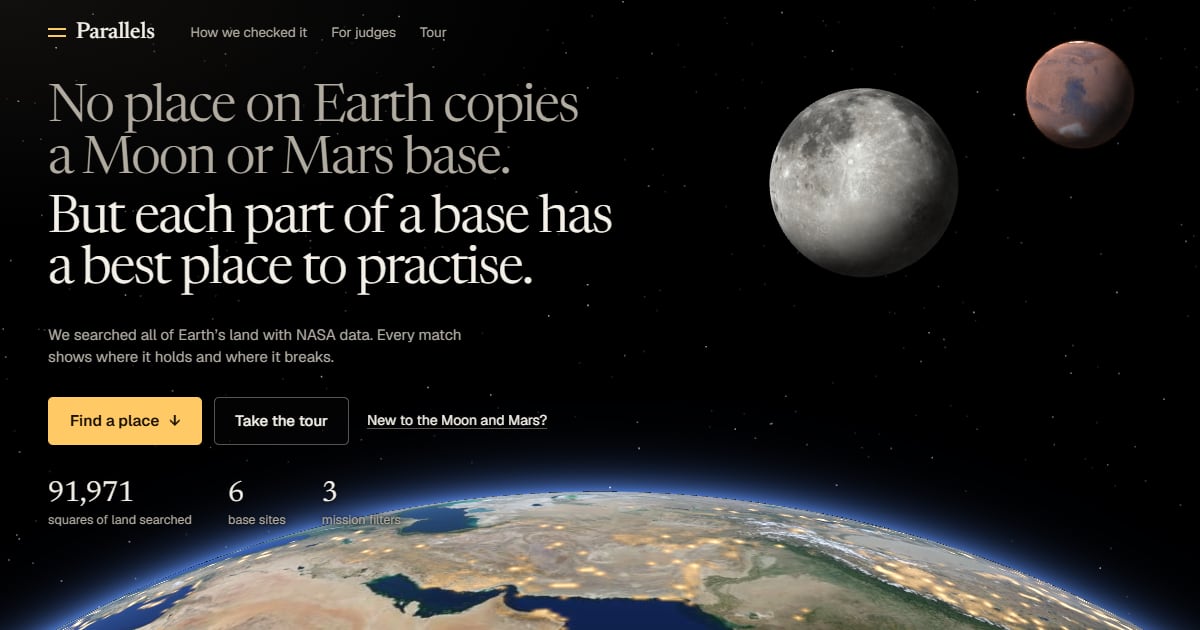 Parallels
How we checked it
For judges
Tour
No place on Earth copies
a Moon or Mars base.
But each part of a base has
a best place to practise.
We searched all of Earth's land with NASA data. Every match
shows where it holds and where it breaks.
Find a place ↓
Take the tour
New to the Moon and Mars?
91,971
squares of land searched
6
base sites
3
mission filters